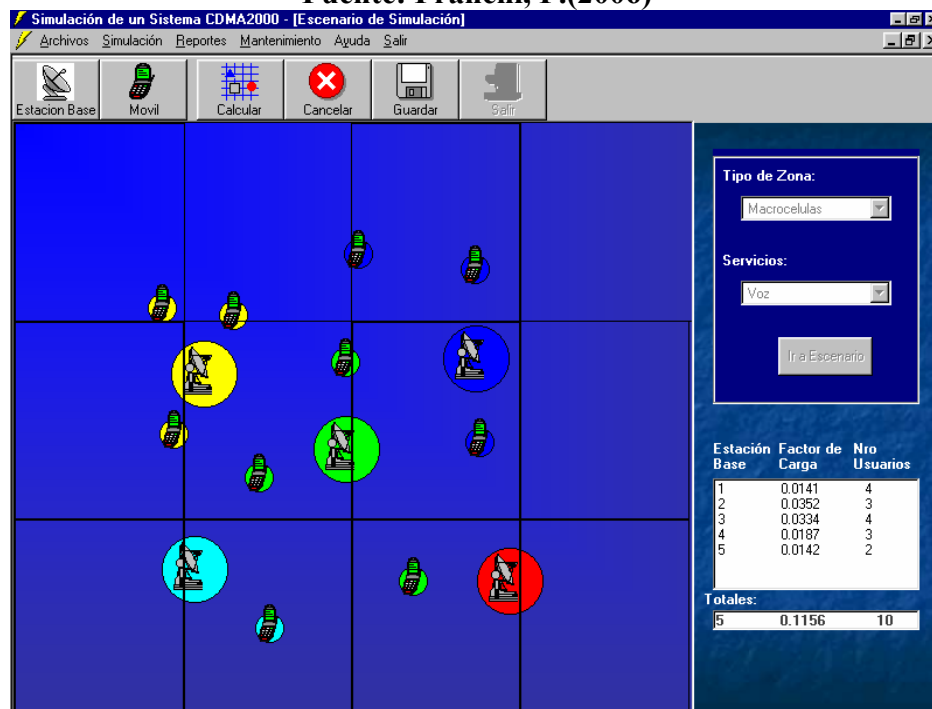 Fuente: Franchi, P.(2006)
Simulación de un Sistema CDMA2000 - [Escenario de Simulación]
Archivos Simulación Reportes Mantenimiento Ayuda Salir
Estacion Base Movil Calcular Cancelar Guardar Salir
Tipo de Zona:
Macrocelulas
Servicios:
Voz
Ir a Escenario
Estación Factor de Nro
Base Carga Usuarios
1 0.0141 4
2 0.0352 3
3 0.0334 4
4 0.0187 3
5 0.0142 2
Totales:
5 0.1156 10